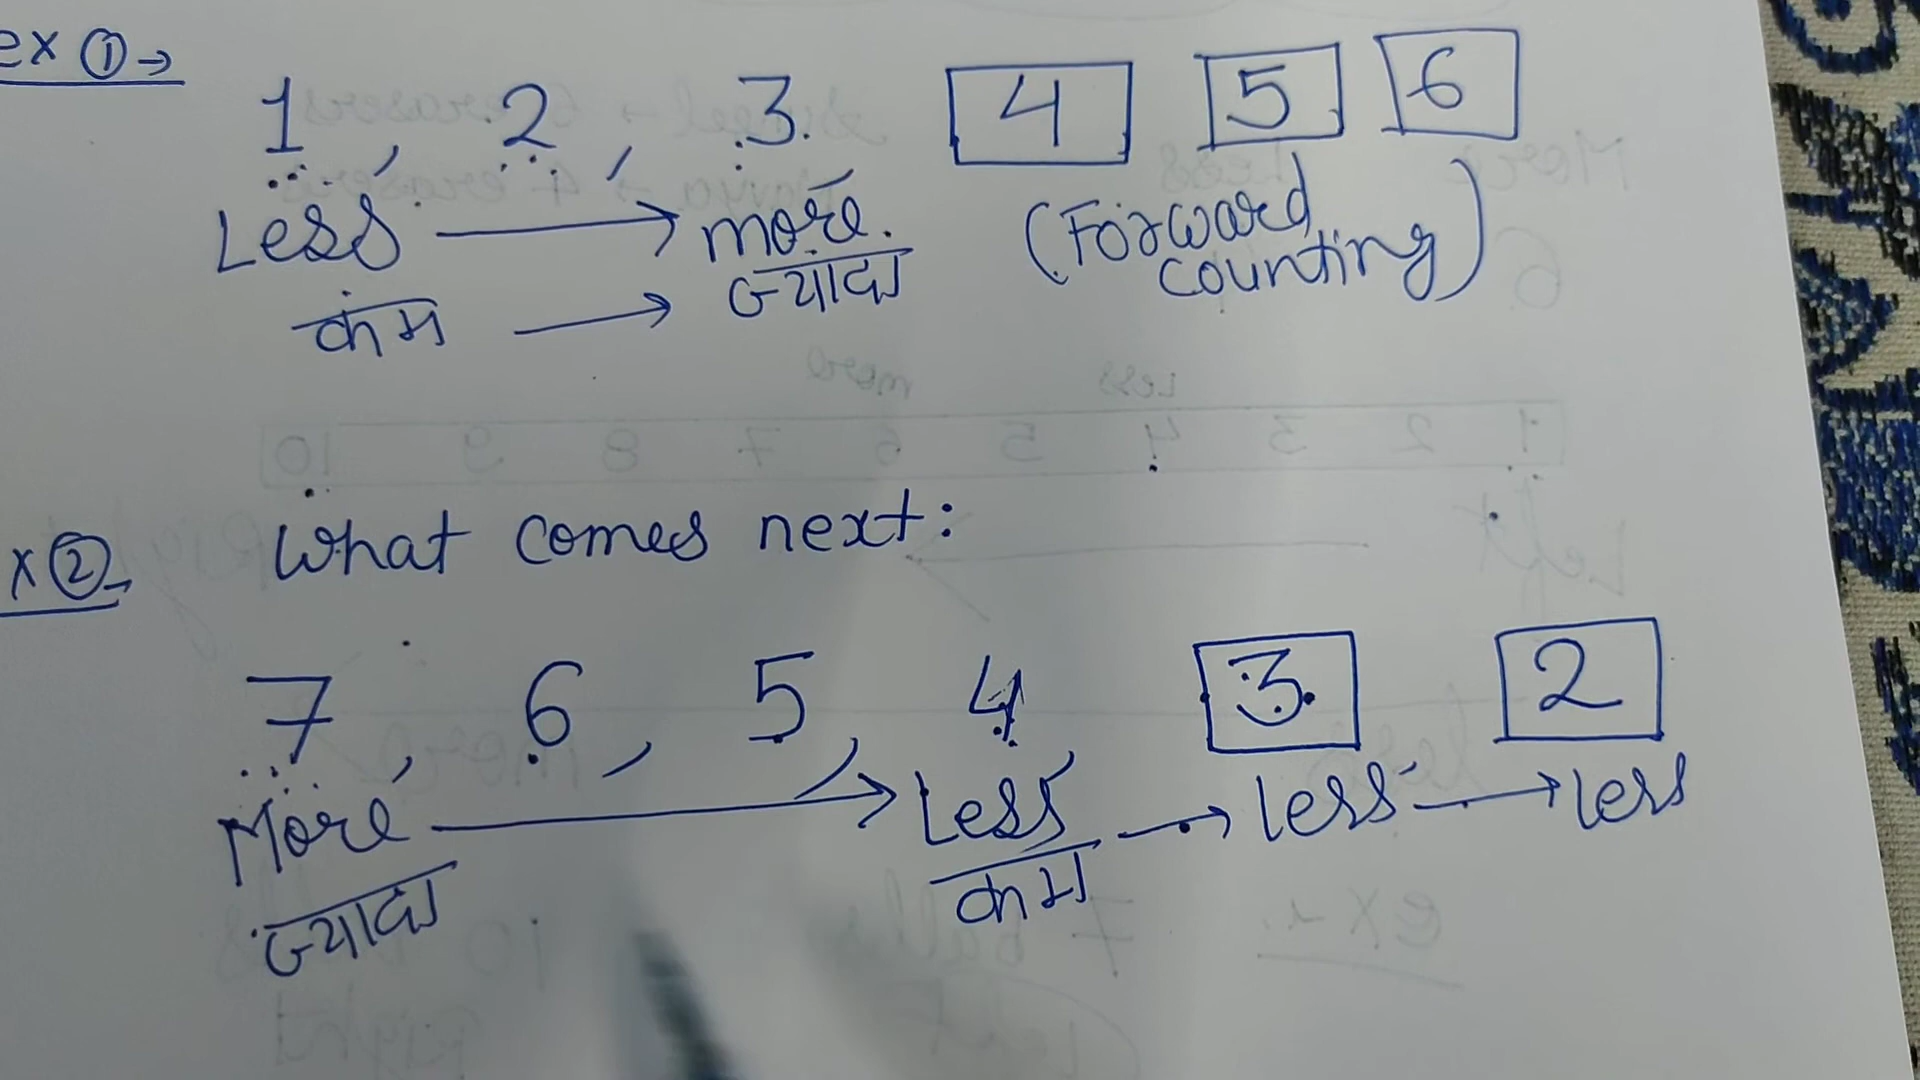 ex ① →
1 , 2 , 3. 4 5 6
Less → more.
कम → ज्यादा
(Forward
counting)
x ② What comes next:
7 , 6 , 5 , 4 , 3 2
More → Less → less → less
ज्यादा कम